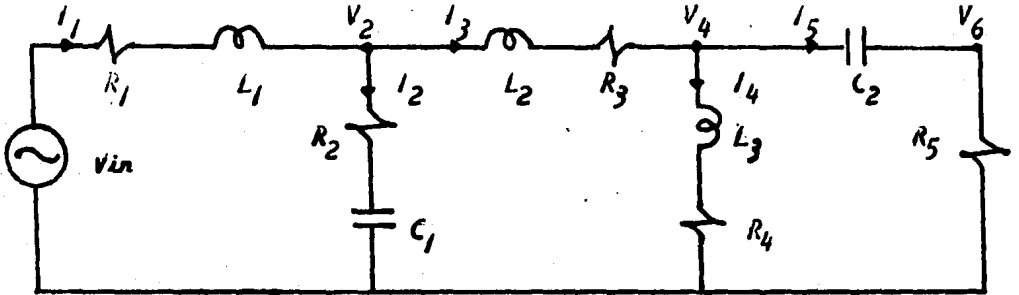 I1 V2 I3 V4 I5 V6
R1 L1 I2 L2 R3 I4 C2
R2 L3 R5
Vin
C1 R4